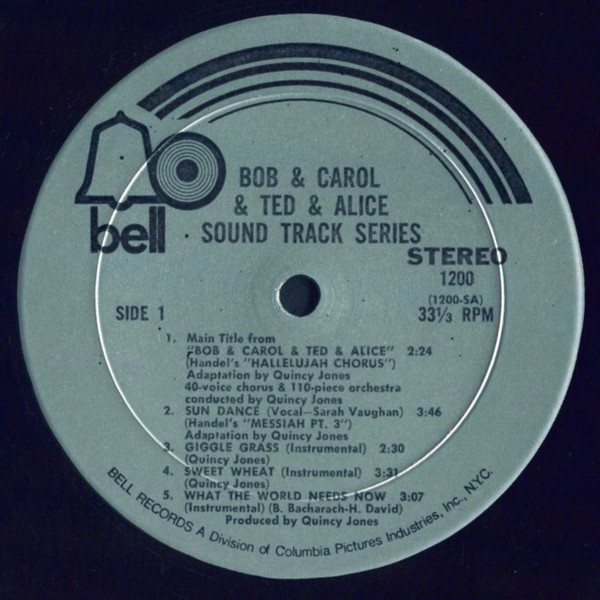 bell
BOB & CAROL
& TED & ALICE
SOUND TRACK SERIES
STEREO
1200
(1200-SA)
33⅓ RPM
SIDE 1
1. Main Title from
"BOB & CAROL & TED & ALICE" 2:24
(Handel's "HALLELUJAH CHORUS")
Adaptation by Quincy Jones
40-voice chorus & 110-piece orchestra
conducted by Quincy Jones
2. SUN DANCE (Vocal—Sarah Vaughan) 3:46
(Handel's "MESSIAH PT. 3")
Adaptation by Quincy Jones
3. GIGGLE GRASS (Instrumental) 2:30
(Quincy Jones)
4. SWEET WHEAT (Instrumental) 3:31
(Quincy Jones)
5. WHAT THE WORLD NEEDS NOW 3:07
(Instrumental) (B. Bacharach-H. David)
Produced by Quincy Jones
BELL RECORDS A Division of Columbia Pictures Industries, Inc., N.Y.C.